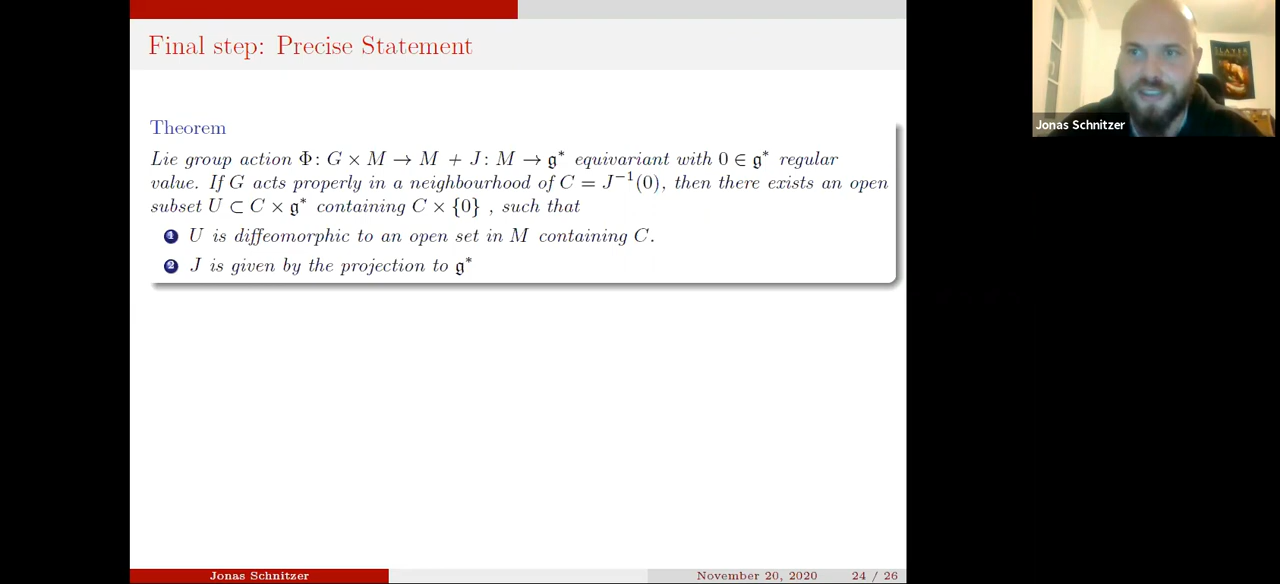 Final step: Precise Statement
Theorem
Lie group action Φ: G × M → M + J: M → 𝔤* equivariant with 0 ∈ 𝔤* regular
value. If G acts properly in a neighbourhood of C = J⁻¹(0), then there exists an open
subset U ⊂ C × 𝔤* containing C × {0} , such that
1 U is diffeomorphic to an open set in M containing C.
2 J is given by the projection to 𝔤*
Jonas Schnitzer
November 20, 2020 24 / 26
SLAYER
Jonas Schnitzer